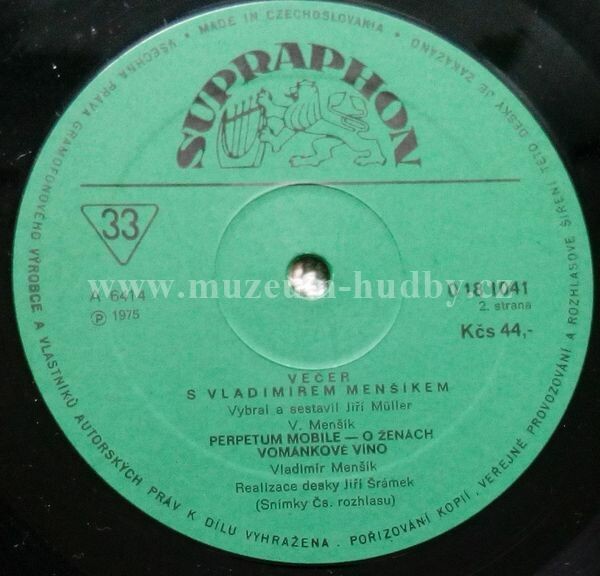 VŠECHNA PRÁVA GRAMOFONOVÉHO VÝROBCE A VLASTNÍKŮ AUTORSKÝCH PRÁV K DÍLU VYHRAŽENA. POŘIZOVÁNÍ KOPIÍ, VEŘEJNÉ PROVOZOVÁNÍ A ROZHLASOVÉ ŠÍŘENÍ TÉTO DESKY JE ZAKÁZÁNO • MADE IN CZECHOSLOVAKIA •
SUPRAPHON
33
www.muzeum-hudby.
A 6414
1041
℗ 1975
2. strana
Kčs 44,-
VEČER
S VLADIMÍREM MENŠÍKEM
Vybral a sestavil Jiří Müller
V. Menšík
PERPETUM MOBILE — O ŽENÁCH
VOMÁNKOVÉ VÍNO
Vladimír Menšík
Realizace desky Jiří Šrámek
(Snímky Čs. rozhlasu)